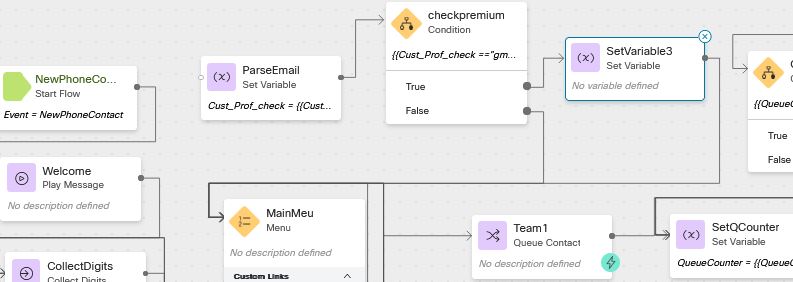 NewPhoneCo...
Start Flow
Event = NewPhoneContact
ParseEmail
Set Variable
Cust_Prof_check = {{Cust...
checkpremium
Condition
{{Cust_Prof_check =="gm...
True
False
SetVariable3
Set Variable
No variable defined
{{QueueC
True
False
Welcome
Play Message
No description defined
MainMeu
Menu
No description defined
Custom Links
Team1
Queue Contact
No description defined
SetQCounter
Set Variable
QueueCounter = {{QueueC
CollectDigits
Collect Digits